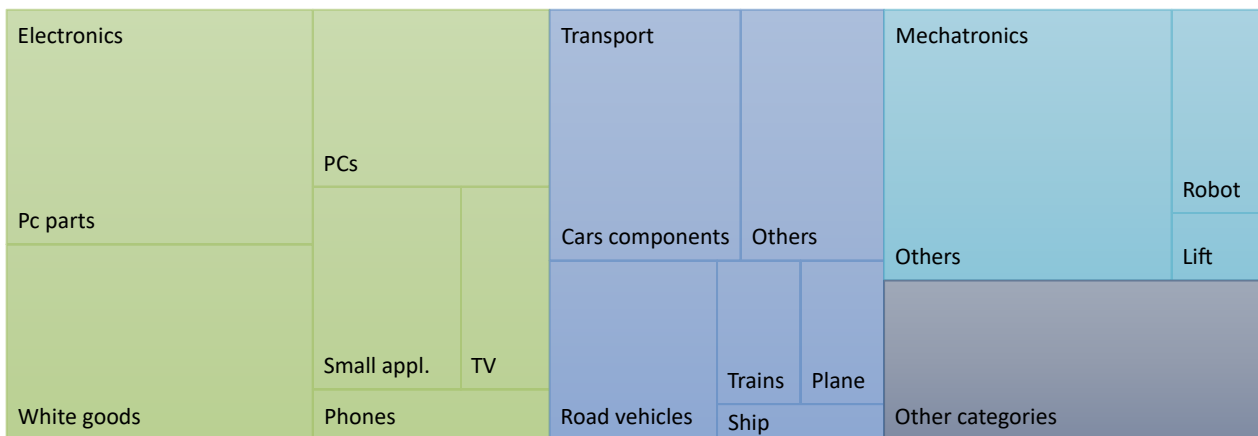 Electronics
Pc parts
White goods
PCs
Small appl.
TV
Phones
Transport
Cars components
Others
Road vehicles
Trains
Plane
Ship
Mechatronics
Others
Robot
Lift
Other categories